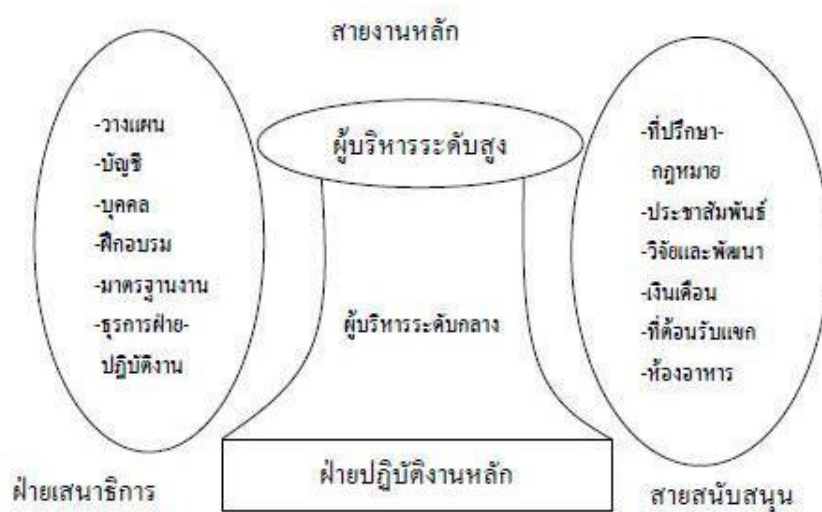 สายงานหลัก
-วางแผน
-บัญชี
-บุคคล
-ฝึกอบรม
-มาตรฐานงาน
-ธุรการฝ่าย-
ปฏิบัติงาน
ผู้บริหารระดับสูง
ผู้บริหารระดับกลาง
ฝ่ายปฏิบัติงานหลัก
-ที่ปรึกษา-
กฎหมาย
-ประชาสัมพันธ์
-วิจัยและพัฒนา
-เงินเดือน
-ที่ต้อนรับแขก
-ห้องอาหาร
ฝ่ายเสนาธิการ
สายสนับสนุน